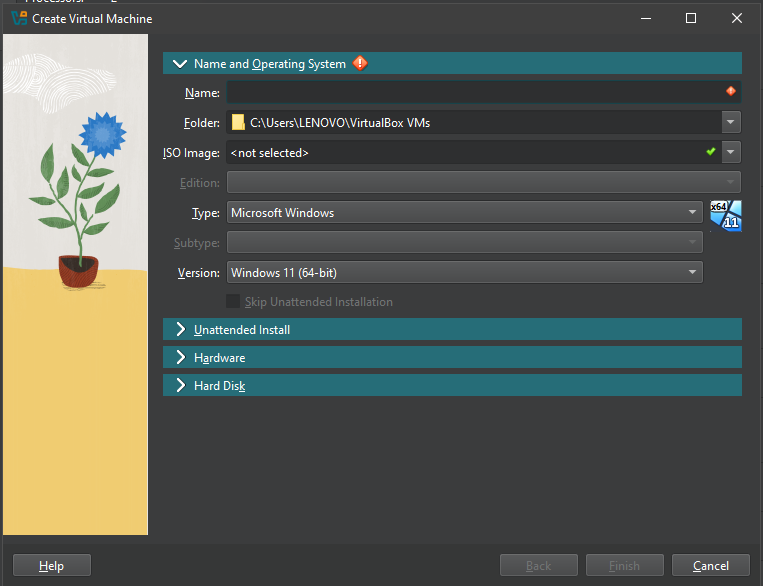 Create Virtual Machine
Name and Operating System
Name:
Folder: C:\Users\LENOVO\VirtualBox VMs
ISO Image: <not selected>
Edition:
Type: Microsoft Windows
x64
11
Subtype:
Version: Windows 11 (64-bit)
Skip Unattended Installation
Unattended Install
Hardware
Hard Disk
Help Back Finish Cancel